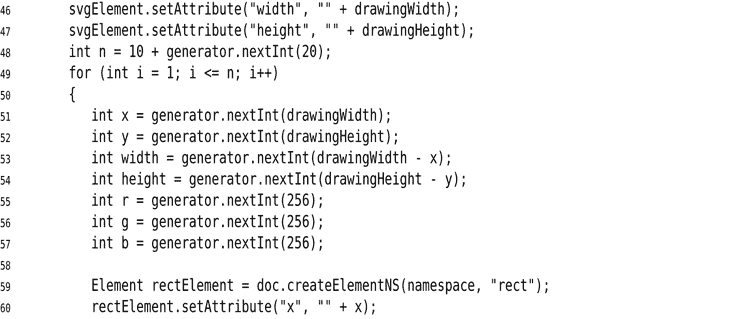 46 svgElement.setAttribute("width", "" + drawingWidth);
47 svgElement.setAttribute("height", "" + drawingHeight);
48 int n = 10 + generator.nextInt(20);
49 for (int i = 1; i <= n; i++)
50 {
51 int x = generator.nextInt(drawingWidth);
52 int y = generator.nextInt(drawingHeight);
53 int width = generator.nextInt(drawingWidth - x);
54 int height = generator.nextInt(drawingHeight - y);
55 int r = generator.nextInt(256);
56 int g = generator.nextInt(256);
57 int b = generator.nextInt(256);
58
59 Element rectElement = doc.createElementNS(namespace, "rect");
60 rectElement.setAttribute("x", "" + x);